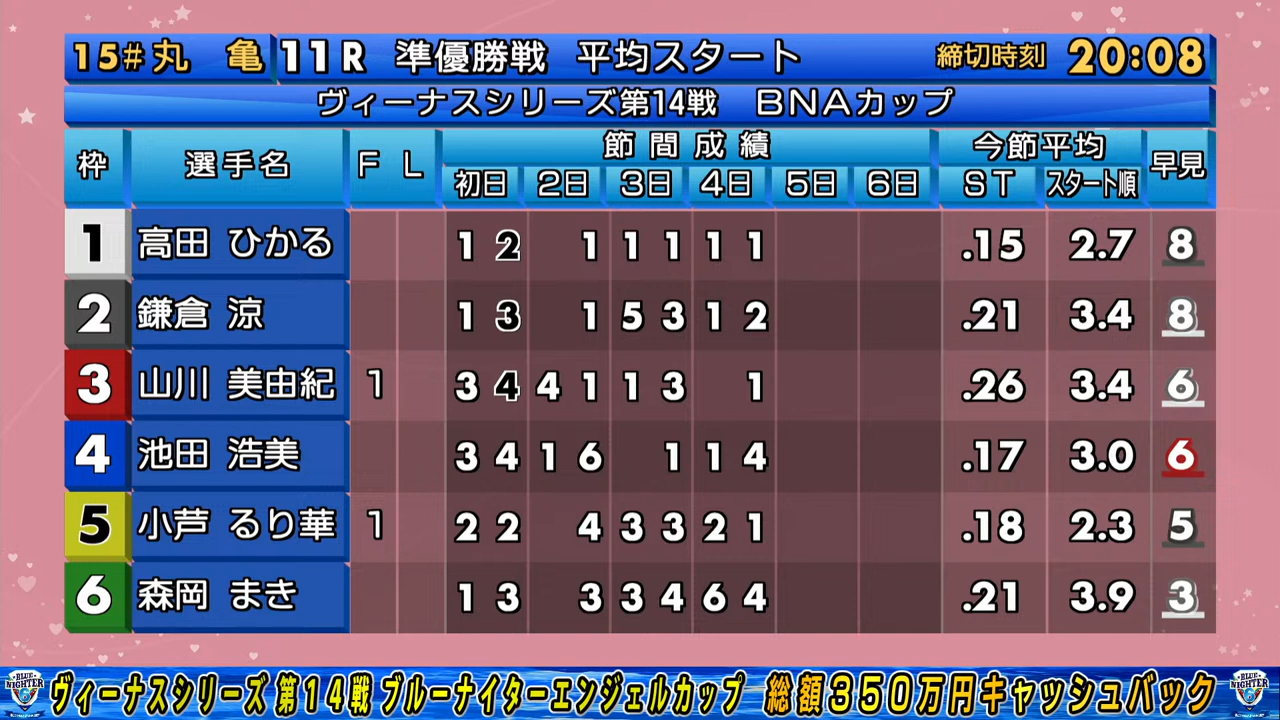 15# 丸 亀 11R 準優勝戦 平均スタート 締切時刻 20:08
ヴィーナスシリーズ第14戦 BNAカップ
枠 選手名 F L 節間成績 今節平均 早見
初日 2日 3日 4日 5日 6日 ST スタート順
1 高田 ひかる 1 2 1 1 1 1 1 .15 2.7 8
2 鎌倉 涼 1 3 1 5 3 1 2 .21 3.4 8
3 山川 美由紀 1 3 4 4 1 1 3 1 .26 3.4 6
4 池田 浩美 3 4 1 6 1 1 4 .17 3.0 6
5 小芦 るり華 1 2 2 4 3 3 2 1 .18 2.3 5
6 森岡 まき 1 3 3 3 4 6 4 .21 3.9 3
BLUE NIGHTER ヴィーナスシリーズ 第14戦 ブルーナイターエンジェルカップ 総額350万円キャッシュバック BLUE NIGHTER